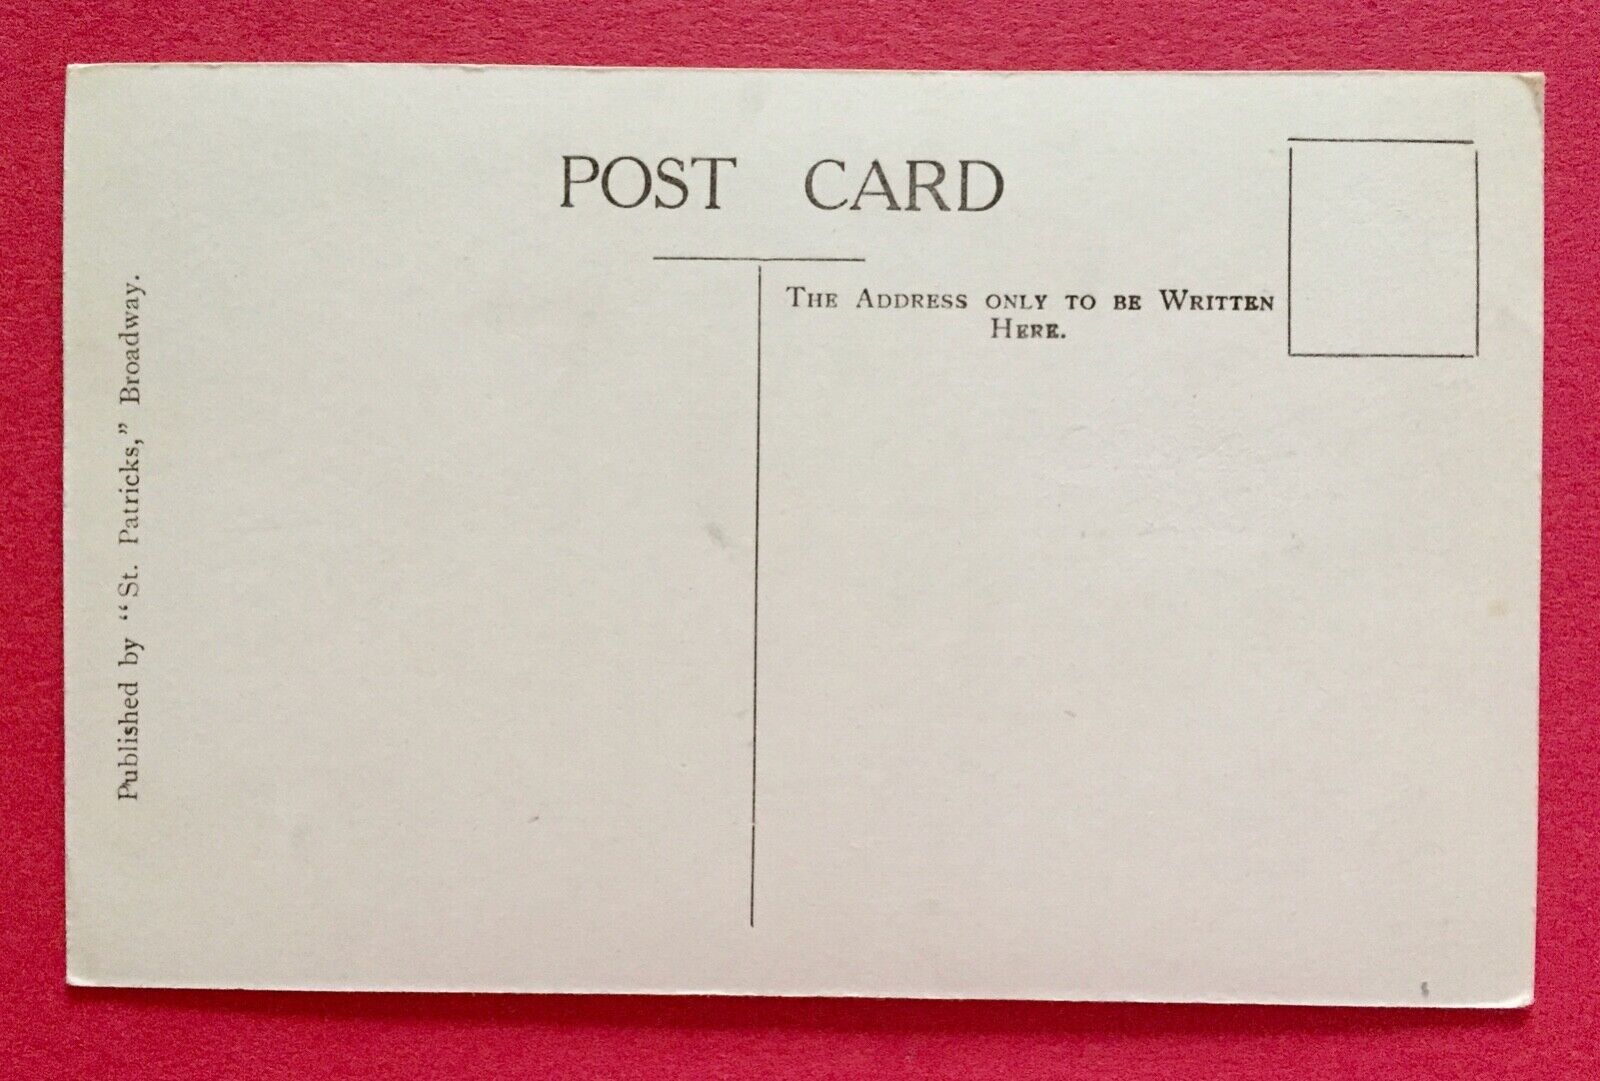 POST CARD
THE ADDRESS ONLY TO BE WRITTEN
HERE.
Published by "St. Patricks," Broadway.